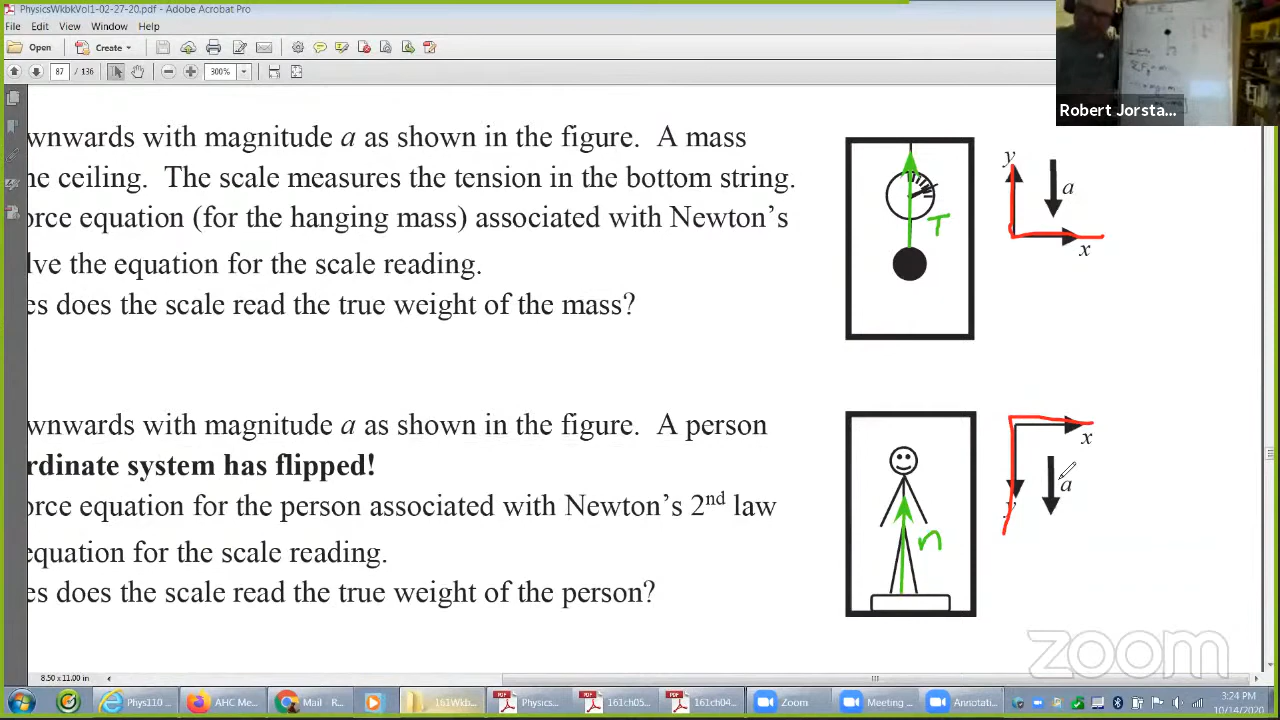 PhysicsWkbkVol1-02-27-20.pdf - Adobe Acrobat Pro
File Edit View Window Help
Open Create
87 / 136 300%
Robert Jorsta...
wnwards with magnitude a as shown in the figure. A mass
ne ceiling. The scale measures the tension in the bottom string.
orce equation (for the hanging mass) associated with Newton's
lve the equation for the scale reading.
es does the scale read the true weight of the mass?
T
y
a
x
wnwards with magnitude a as shown in the figure. A person
rdinate system has flipped!
orce equation for the person associated with Newton's 2nd law
equation for the scale reading.
es does the scale read the true weight of the person?
n
x
a
y
zoom
8.50 x 11.00 in
Phys110 ... AHC Me... Mail - R... 161Wkb... Physics... 161ch05... 161ch04... Zoom Meeting ... Annotati...
3:24 PM
10/14/2020